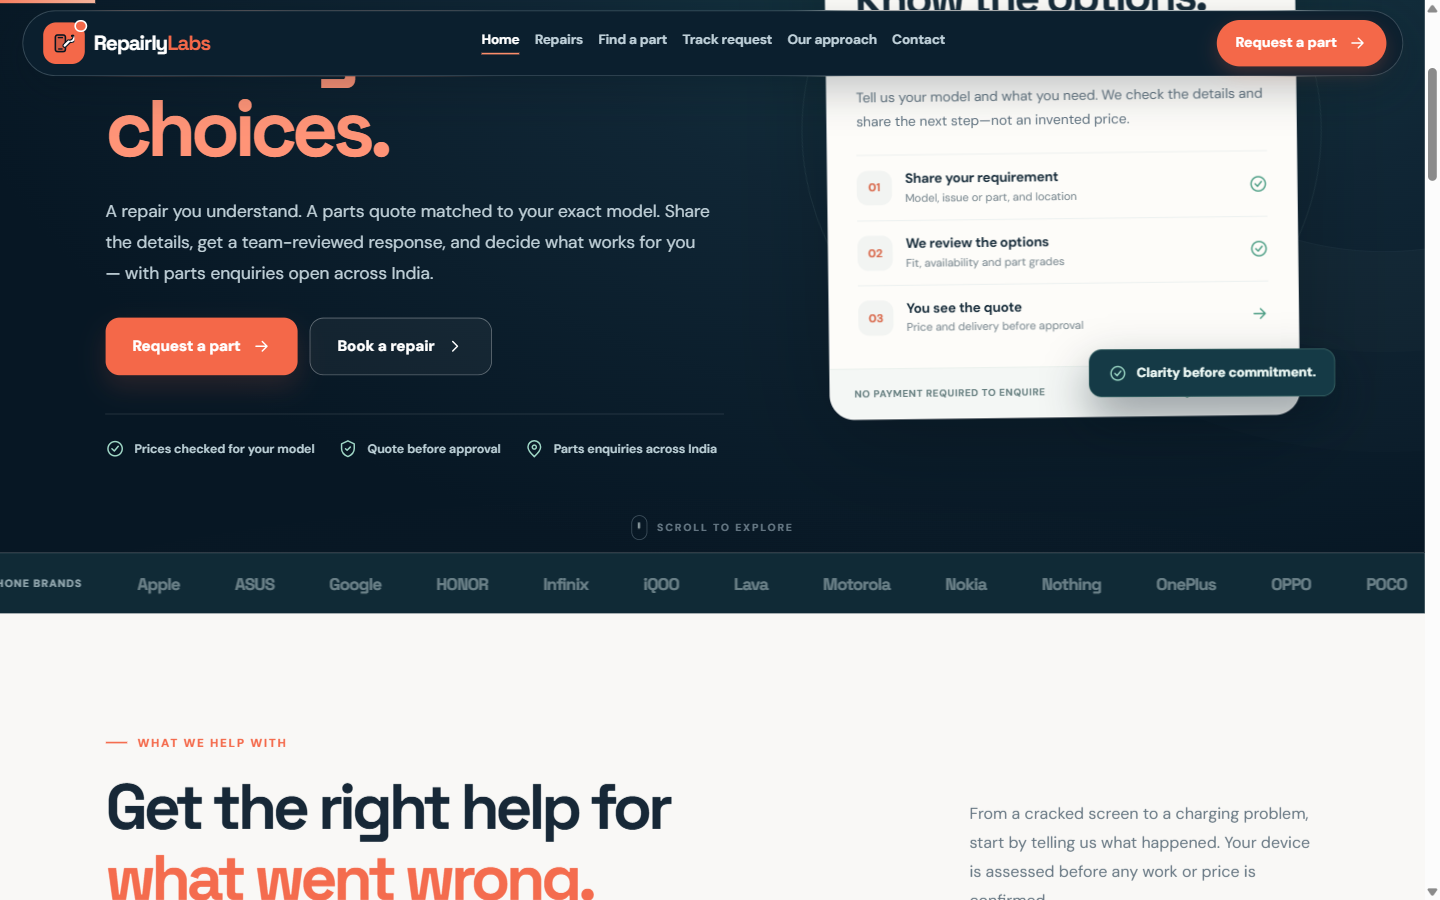 Know the options.
RepairlyLabs
Home
Repairs
Find a part
Track request
Our approach
Contact
Request a part
choices.
A repair you understand. A parts quote matched to your exact model. Share
the details, get a team-reviewed response, and decide what works for you
— with parts enquiries open across India.
Request a part
Book a repair
Prices checked for your model
Quote before approval
Parts enquiries across India
Tell us your model and what you need. We check the details and
share the next step—not an invented price.
01
Share your requirement
Model, issue or part, and location
02
We review the options
Fit, availability and part grades
03
You see the quote
Price and delivery before approval
NO PAYMENT REQUIRED TO ENQUIRE
Clarity before commitment.
SCROLL TO EXPLORE
HONE BRANDS
Apple
ASUS
Google
HONOR
Infinix
iQOO
Lava
Motorola
Nokia
Nothing
OnePlus
OPPO
POCO
WHAT WE HELP WITH
Get the right help for
what went wrong.
From a cracked screen to a charging problem,
start by telling us what happened. Your device
is assessed before any work or price is
confirmed.